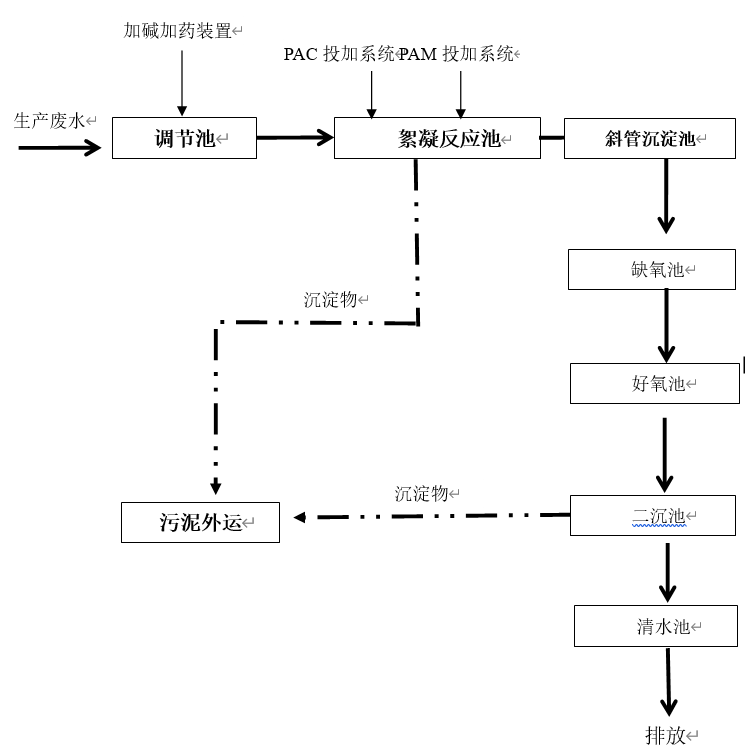 加碱加药装置
PAC 投加系统
PAM 投加系统
生产废水
调节池
絮凝反应池
斜管沉淀池
缺氧池
沉淀物
好氧池
沉淀物
污泥外运
二沉池
清水池
排放